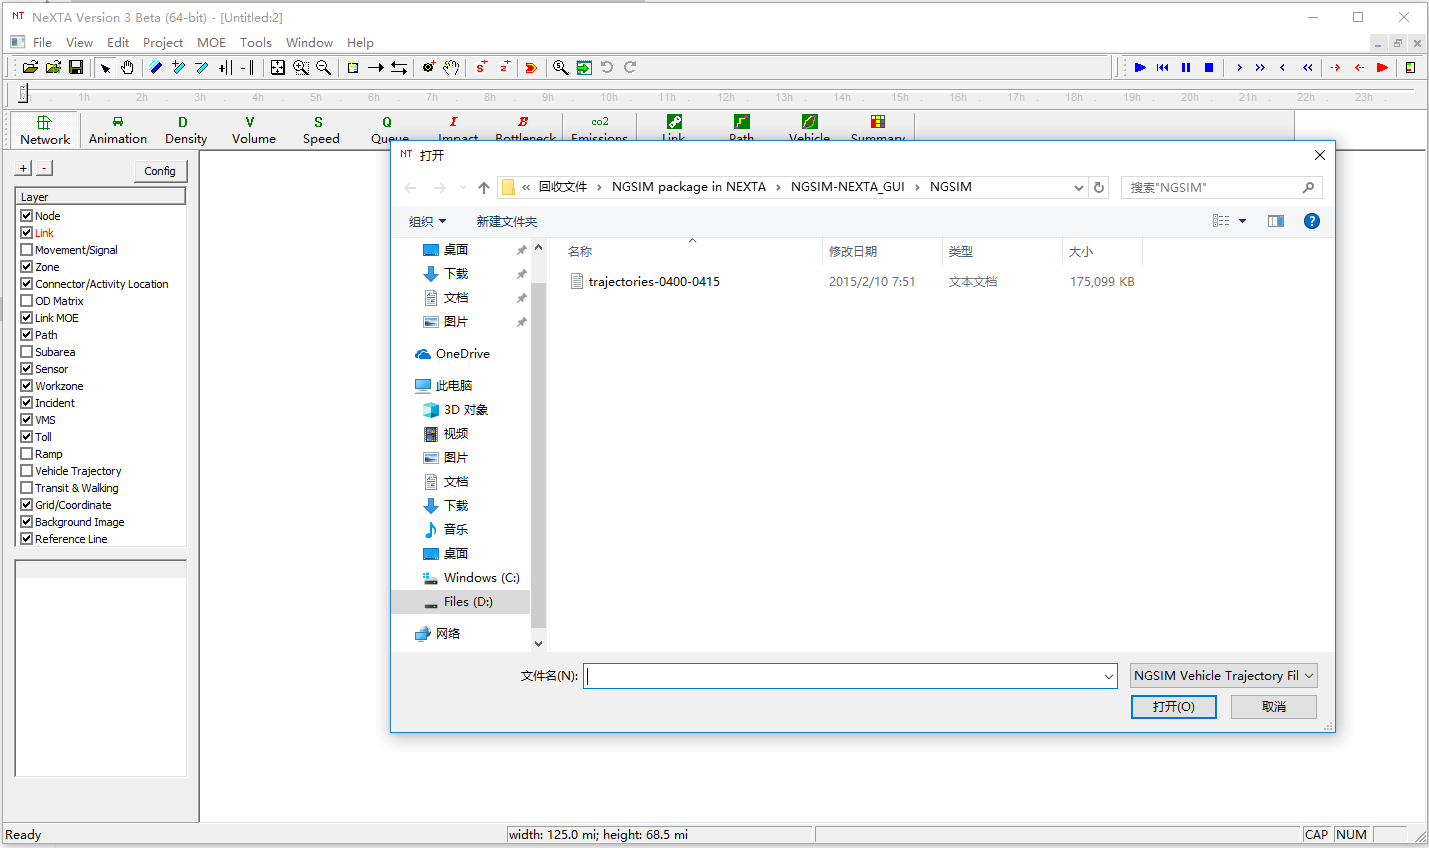 NT NeXTA Version 3 Beta (64-bit) - [Untitled:2]
File View Edit Project MOE Tools Window Help
1h 2h 3h 4h 5h 6h 7h 8h 9h 10h 11h 12h 13h 14h 15h 16h 17h 18h 19h 20h 21h 22h 23h
D V S Q I B co2
Network Animation Density Volume Speed Queue Impact Bottleneck Emissions Link Path Vehicle Summary
+ - Config
Layer
Node
Link
Movement/Signal
Zone
Connector/Activity Location
OD Matrix
Link MOE
Path
Subarea
Sensor
Workzone
Incident
VMS
Toll
Ramp
Vehicle Trajectory
Transit & Walking
Grid/Coordinate
Background Image
Reference Line
NT 打开
« 回收文件 › NGSIM package in NEXTA › NGSIM-NEXTA_GUI › NGSIM
搜索"NGSIM"
组织 新建文件夹
桌面
下载
文档
图片
OneDrive
此电脑
3D 对象
视频
图片
文档
下载
音乐
桌面
Windows (C:)
Files (D:)
网络
名称 修改日期 类型 大小
trajectories-0400-0415 2015/2/10 7:51 文本文档 175,099 KB
文件名(N):
NGSIM Vehicle Trajectory Fil
打开(O) 取消
Ready width: 125.0 mi; height: 68.5 mi CAP NUM